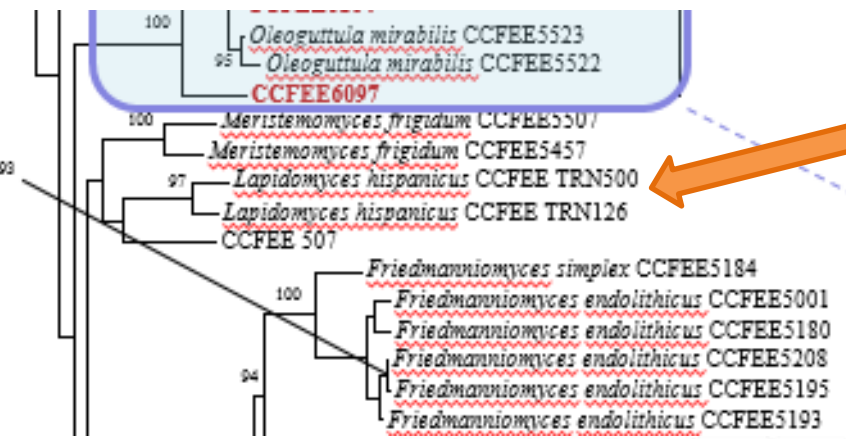 100
Oleoguttula mirabilis CCFEE5523
95
Oleoguttula mirabilis CCFEE5522
CCFEE6097
100
Meristemomyces frigidum CCFEE5507
Meristemomyces frigidum CCFEE5457
93
97
Lapidomyces hispanicus CCFEE TRN500
Lapidomyces hispanicus CCFEE TRN126
CCFEE 507
Friedmanniomyces simplex CCFEE5184
100
Friedmanniomyces endolithicus CCFEE5001
Friedmanniomyces endolithicus CCFEE5180
Friedmanniomyces endolithicus CCFEE5208
94
Friedmanniomyces endolithicus CCFEE5195
Friedmanniomyces endolithicus CCFEE5193